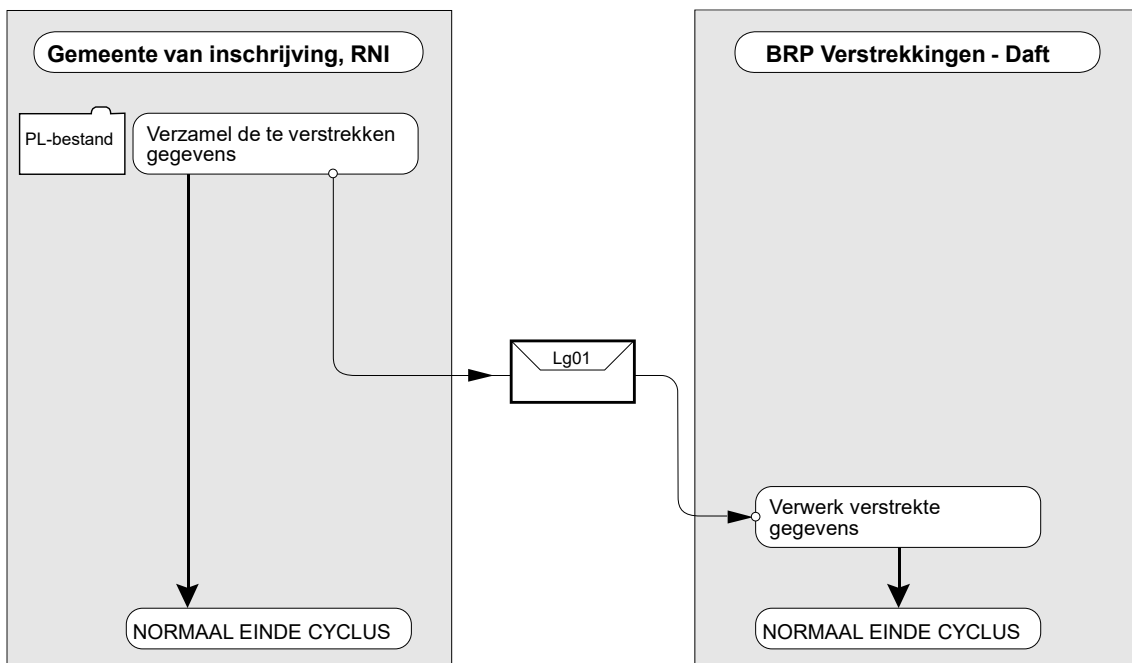 Gemeente van inschrijving, RNI
BRP Verstrekkingen - Daft
PL-bestand
Verzamel de te verstrekken
gegevens
Lg01
Verwerk verstrekte
gegevens
NORMAAL EINDE CYCLUS
NORMAAL EINDE CYCLUS